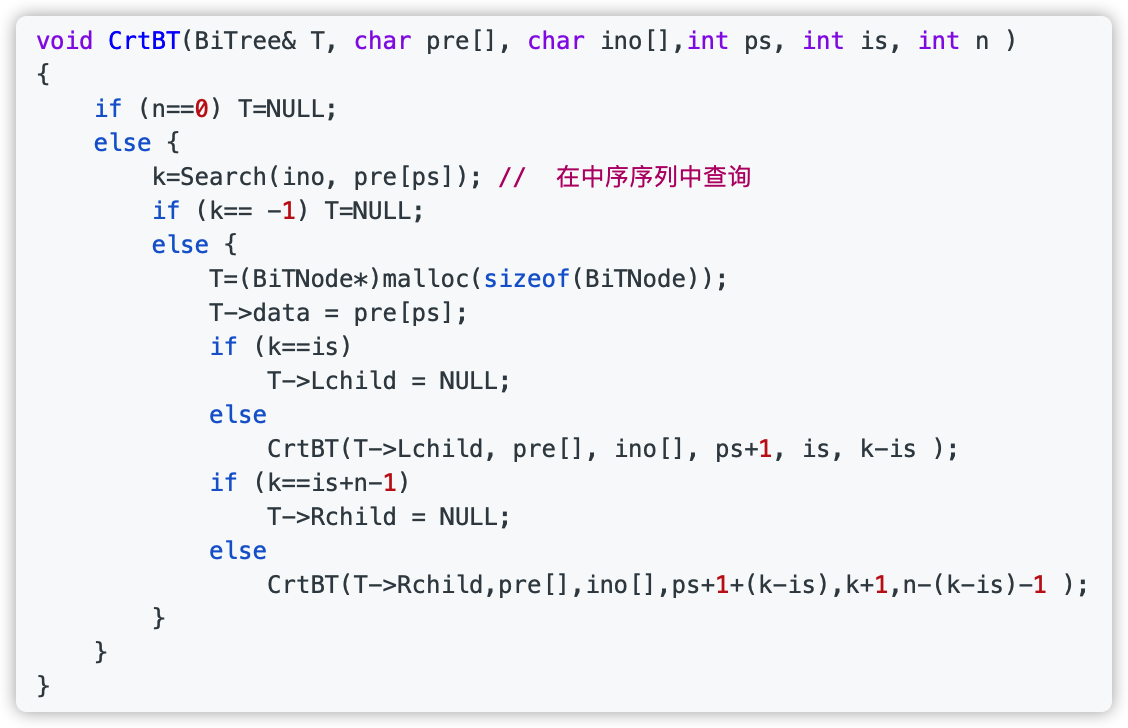 void CrtBT(BiTree& T, char pre[], char ino[],int ps, int is, int n )
{
    if (n==0) T=NULL;
    else {
        k=Search(ino, pre[ps]); //  在中序序列中查询
        if (k== -1) T=NULL;
        else {
            T=(BiTNode*)malloc(sizeof(BiTNode));
            T->data = pre[ps];
            if (k==is)
                T->Lchild = NULL;
            else
                CrtBT(T->Lchild, pre[], ino[], ps+1, is, k-is );
            if (k==is+n-1)
                T->Rchild = NULL;
            else
                CrtBT(T->Rchild,pre[],ino[],ps+1+(k-is),k+1,n-(k-is)-1 );
        }
    }
}